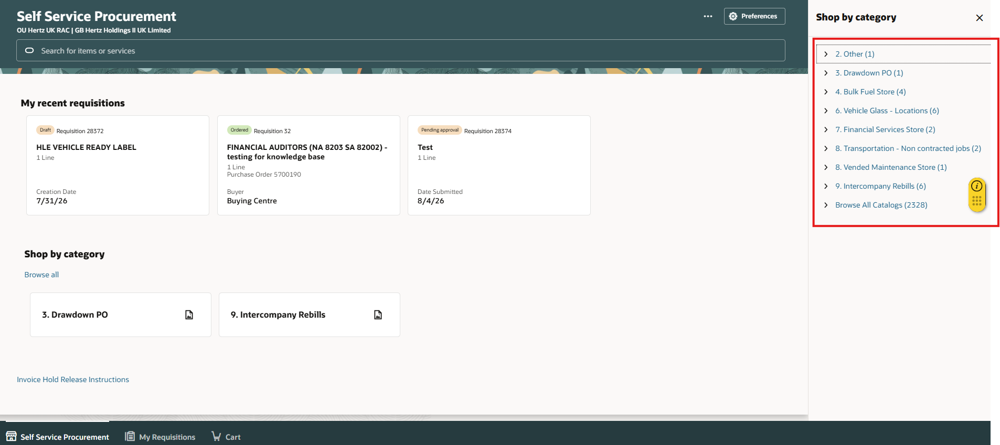 Self Service Procurement
OU Hertz UK RAC | GB Hertz Holdings II UK Limited
Preferences
Search for items or services
My recent requisitions
Draft Requisition 28372
HLE VEHICLE READY LABEL
1 Line
Creation Date
7/31/26
Ordered Requisition 32
FINANCIAL AUDITORS (NA 8203 SA 82002) -
testing for knowledge base
1 Line
Purchase Order 5700190
Buyer
Buying Centre
Pending approval Requisition 28374
Test
1 Line
Date Submitted
8/4/26
Shop by category
Browse all
3. Drawdown PO
9. Intercompany Rebills
Invoice Hold Release Instructions
Self Service Procurement
My Requisitions
Cart
Shop by category
2. Other (1)
3. Drawdown PO (1)
4. Bulk Fuel Store (4)
6. Vehicle Glass - Locations (6)
7. Financial Services Store (2)
8. Transportation - Non contracted jobs (2)
8. Vended Maintenance Store (1)
9. Intercompany Rebills (6)
Browse All Catalogs (2328)